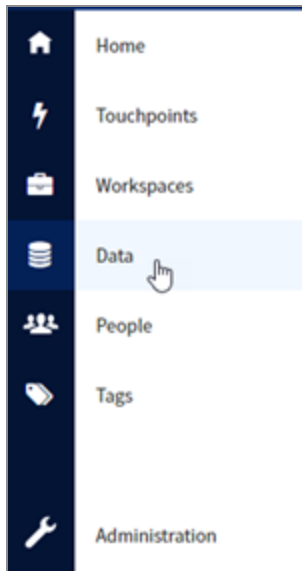 Home
Touchpoints
Workspaces
Data
People
Tags
Administration